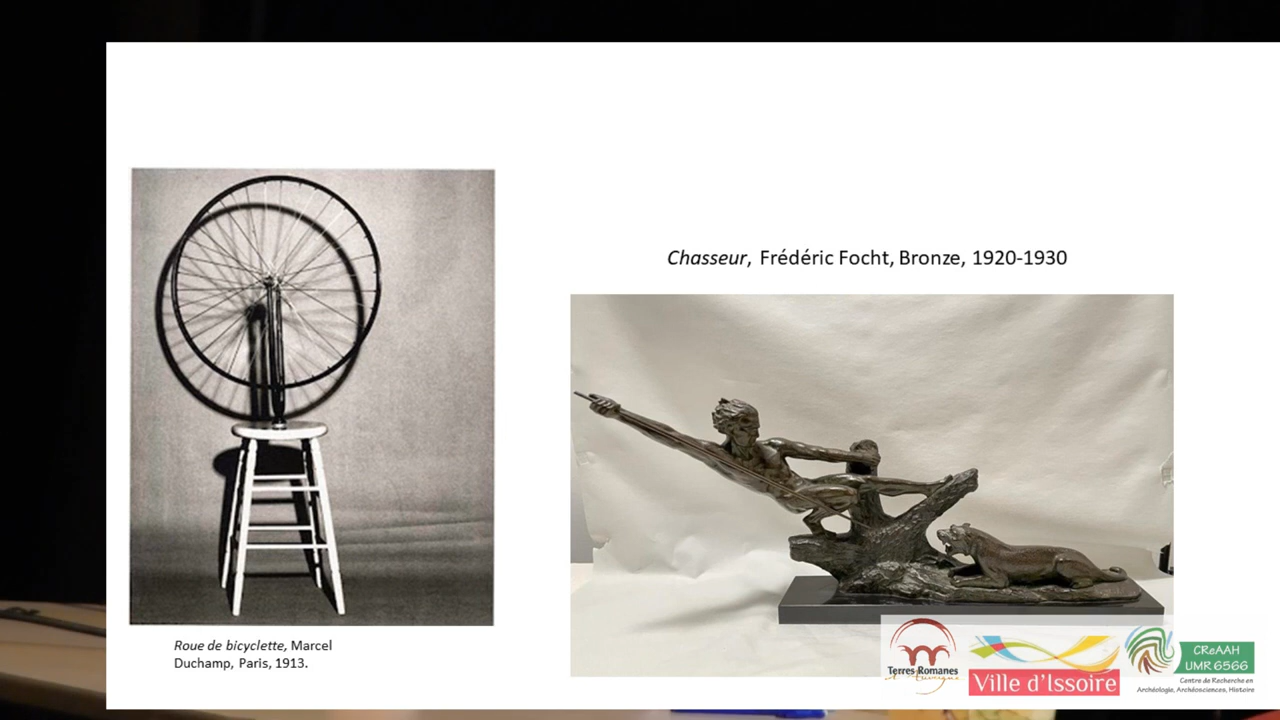 Chasseur, Frédéric Focht, Bronze, 1920-1930
Roue de bicyclette, Marcel
Duchamp, Paris, 1913.
Terres Romanes
d'Auvergne
Ville d'Issoire
CReAAH
UMR 6566
Centre de Recherche en
Archéologie, Archéosciences, Histoire